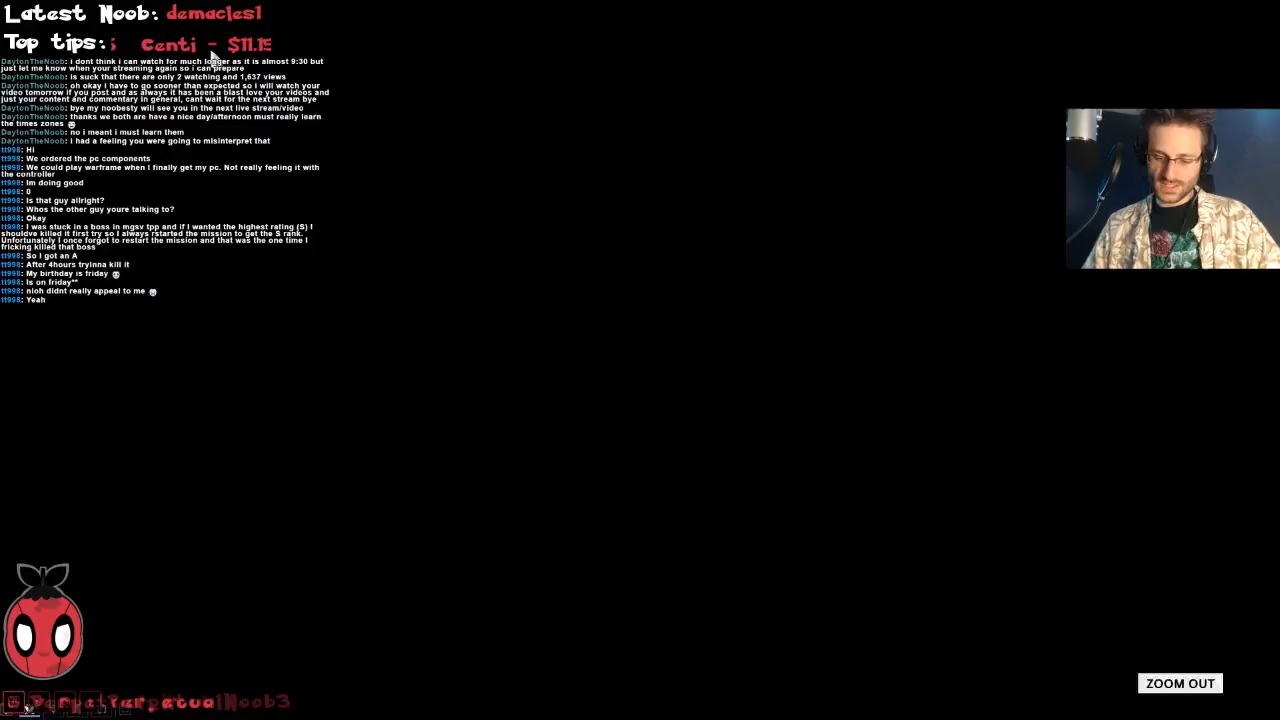 Latest Noob: demacles1
Top tips: Centi - $11.15
DaytonTheNoob: i dont think i can watch for much longer as it is almost 9:30 but
just let me know when your streaming again so i can prepare
DaytonTheNoob: is suck that there are only 2 watching and 1,637 views
DaytonTheNoob: oh okay i have to go sooner than expected so i will watch your
video tomorrow if you post and as always it has been a blast love your videos and
just your content and commentary in general, cant wait for the next stream bye
DaytonTheNoob: bye my noobesty will see you in the next live stream/video
DaytonTheNoob: thanks we both are have a nice day/afternoon must really learn
the times zones
DaytonTheNoob: no i meant i must learn them
DaytonTheNoob: i had a feeling you were going to misinterpret that
tt998: Hi
tt998: We ordered the pc components
tt998: We could play warframe when I finally get my pc. Not really feeling it with
the controller
tt998: Im doing good
tt998: 0
tt998: Is that guy allright?
tt998: Whos the other guy youre talking to?
tt998: Okay
tt998: I was stuck in a boss in mgsv tpp and if I wanted the highest rating (S) I
shouldve killed it first try so I always rstarted the mission to get the S rank.
Unfortunately I once forgot to restart the mission and that was the one time I
fricking killed that boss
tt998: So I got an A
tt998: After 4hours tryinna kill it
tt998: My birthday is friday
tt998: Is on friday**
tt998: nioh didnt really appeal to me
tt998: Yeah
ZOOM OUT